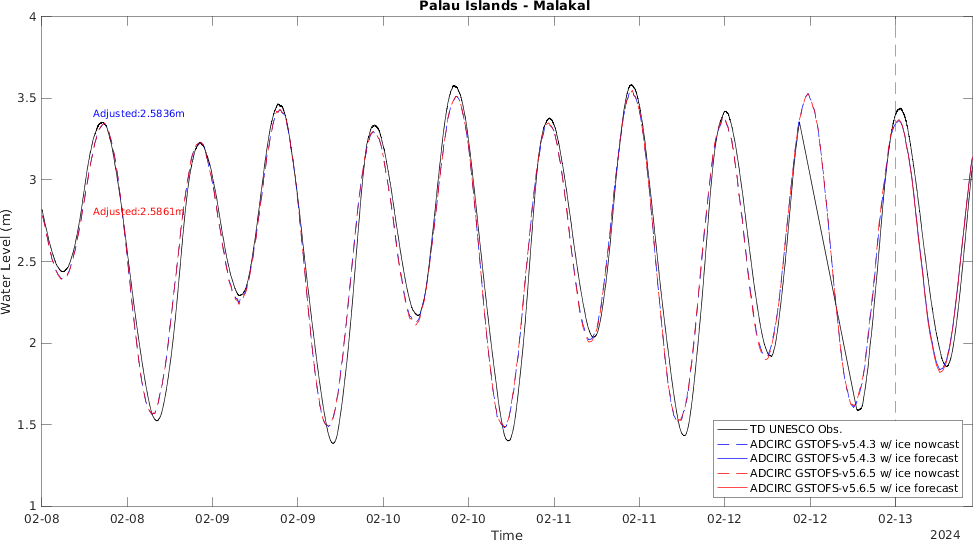 Palau Islands - Malakal
4
3.5
3
2.5
2
1.5
1
Water Level (m)
Adjusted:2.5836m
Adjusted:2.5861m
TD UNESCO Obs.
ADCIRC GSTOFS-v5.4.3 w/ ice nowcast
ADCIRC GSTOFS-v5.4.3 w/ ice forecast
ADCIRC GSTOFS-v5.6.5 w/ ice nowcast
ADCIRC GSTOFS-v5.6.5 w/ ice forecast
02-08 02-08 02-09 02-09 02-10 02-10 02-11 02-11 02-12 02-12 02-13
Time
2024